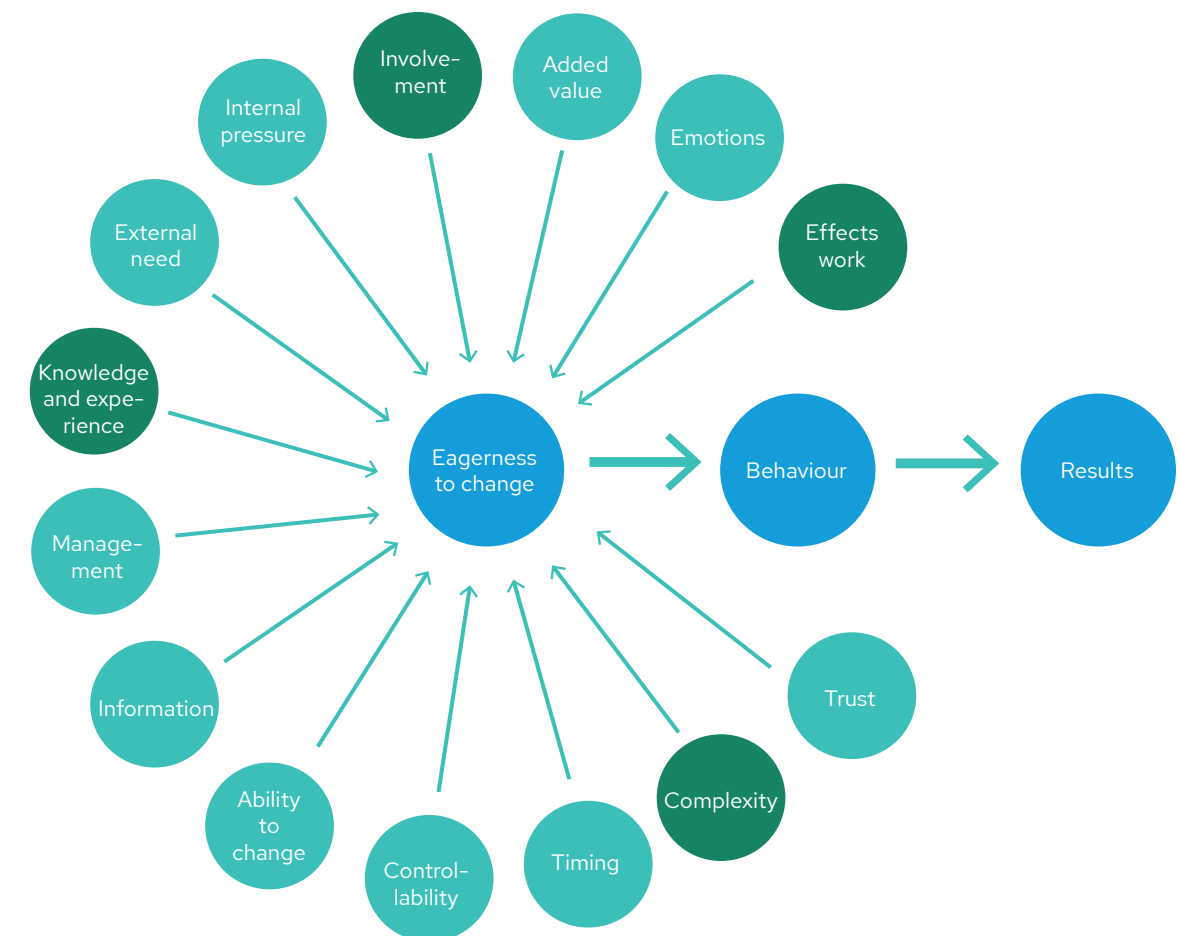 Involve-
ment
Added
value
Internal
pressure
Emotions
External
need
Effects
work
Knowledge
and expe-
rience
Eagerness
to change
Behaviour
Results
Manage-
ment
Information
Trust
Ability
to
change
Complexity
Control-
lability
Timing